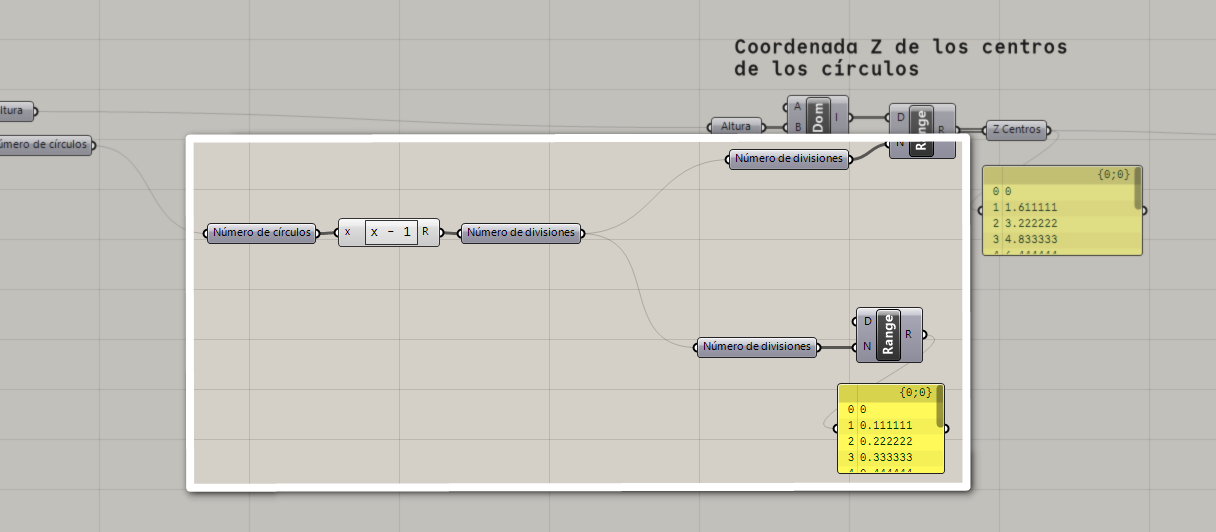 Coordenada Z de los centros
de los círculos
ltura
A
B
Dom
I
D
N
Range
R
Altura
Z Centros
úmero de círculos
Número de divisiones
{0;0}
0 0
1 1.611111
2 3.222222
3 4.833333
Número de círculos
x
x - 1
R
Número de divisiones
D
N
Range
R
Número de divisiones
{0;0}
0 0
1 0.111111
2 0.222222
3 0.333333